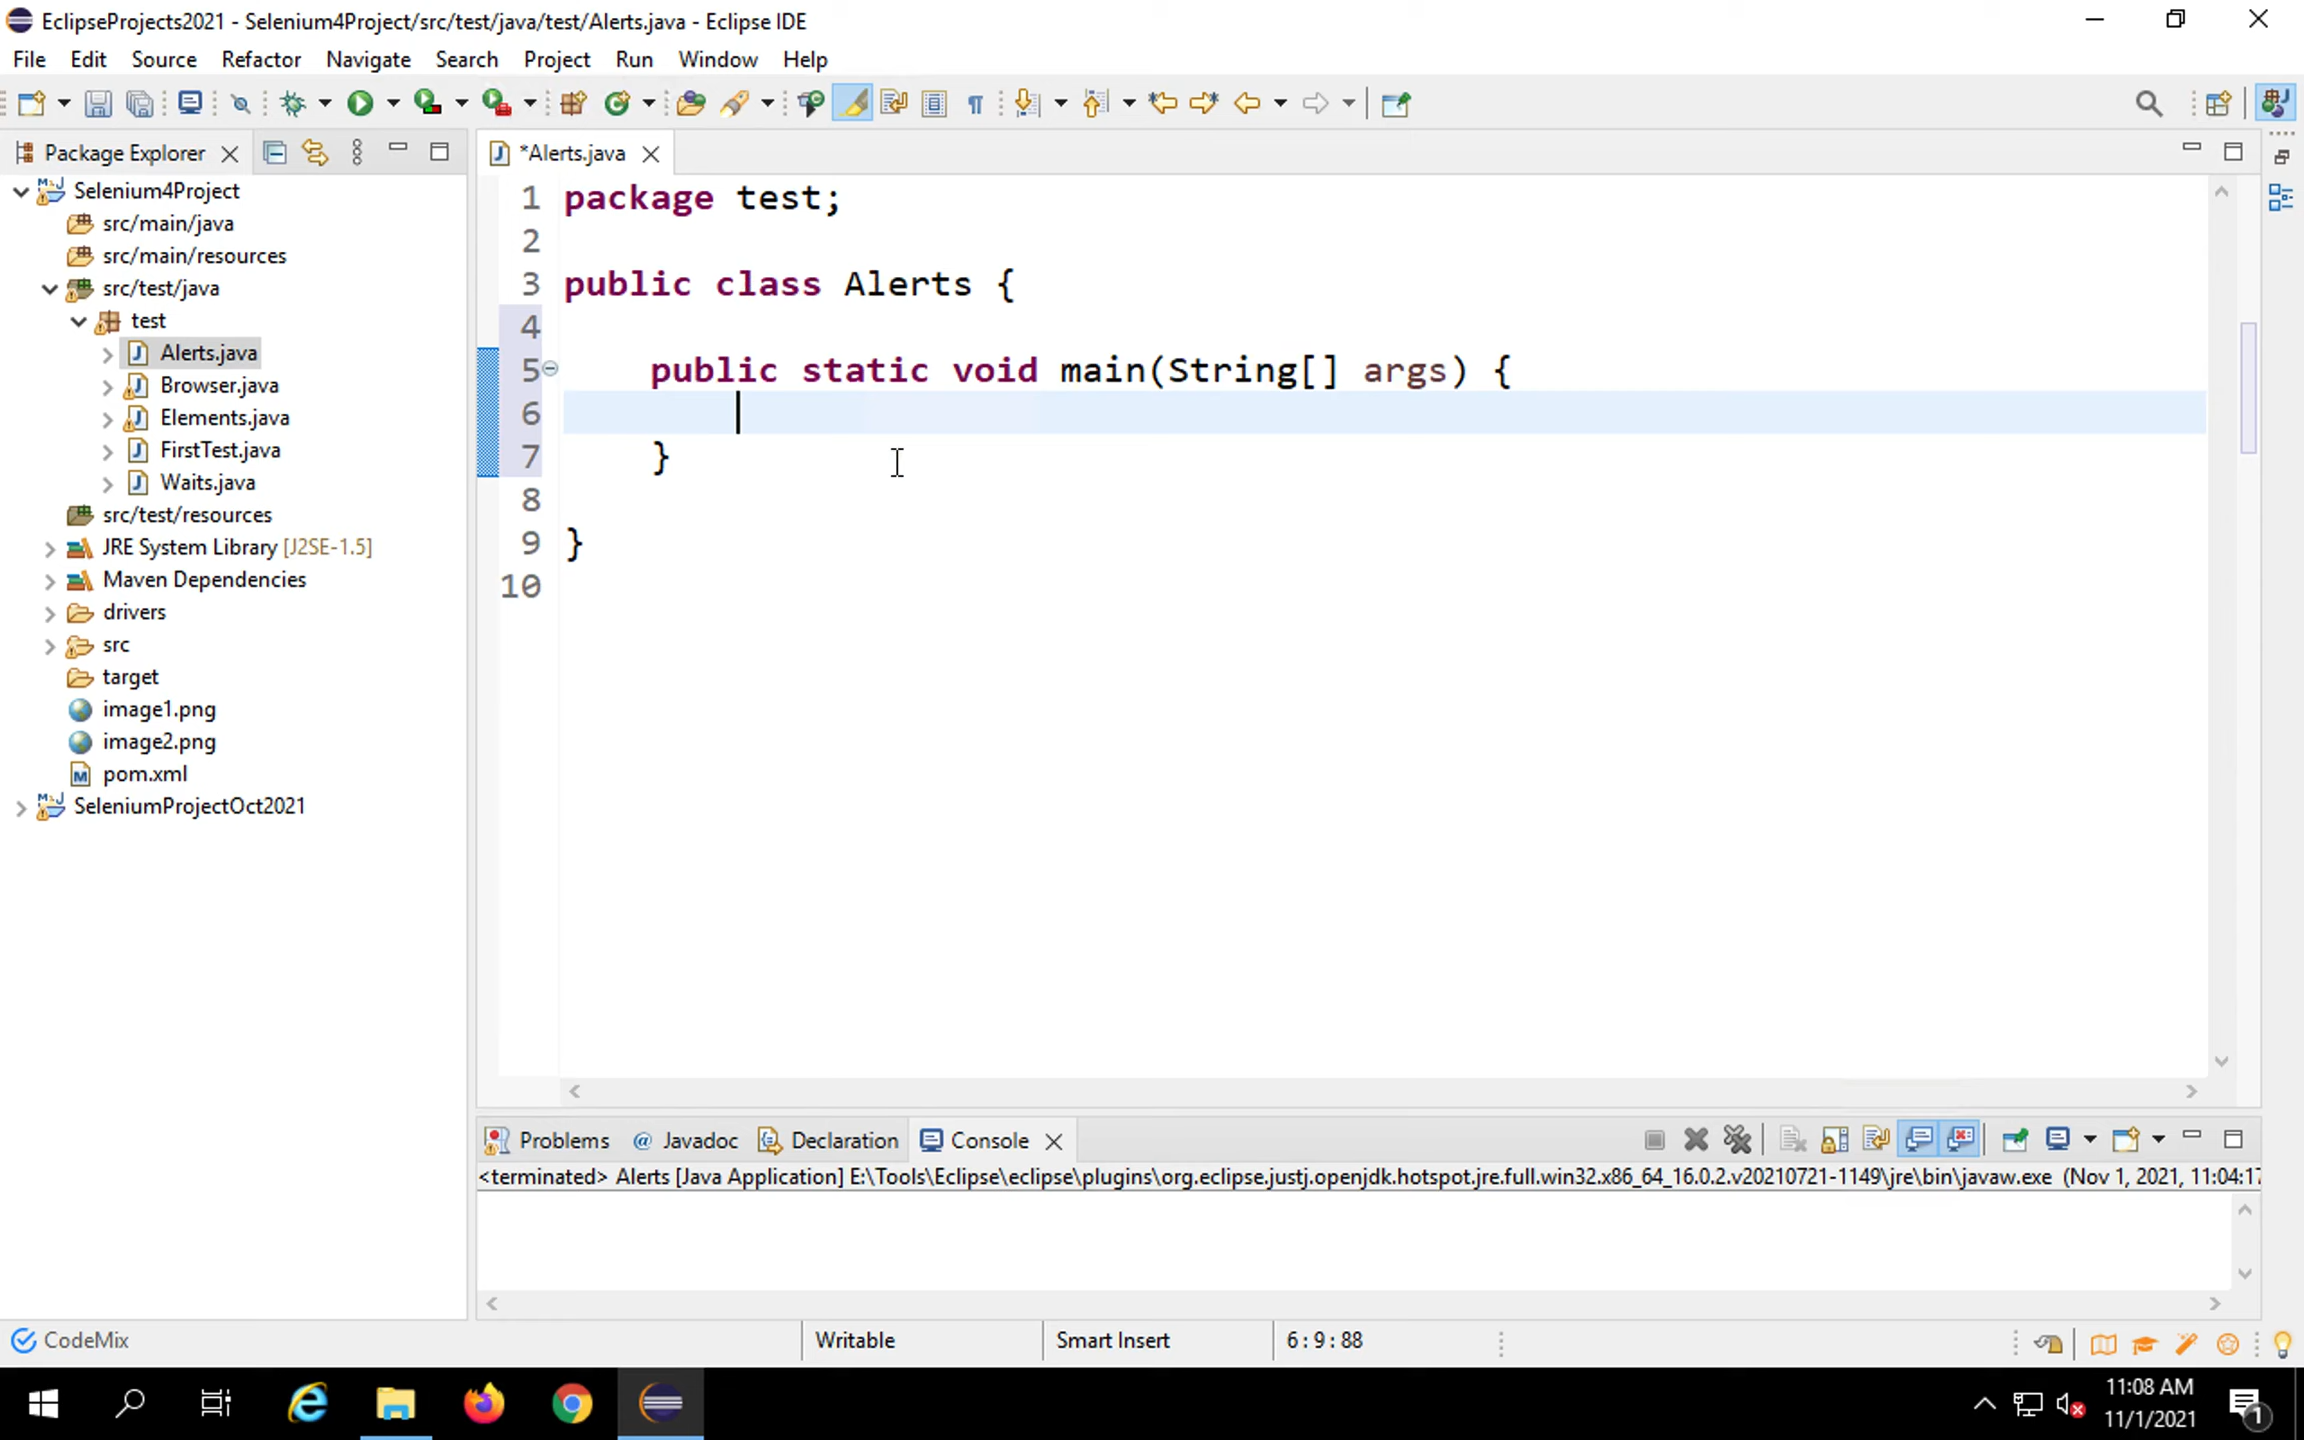 EclipseProjects2021 - Selenium4Project/src/test/java/test/Alerts.java - Eclipse IDE
File Edit Source Refactor Navigate Search Project Run Window Help
Package Explorer
*Alerts.java
Selenium4Project
src/main/java
src/main/resources
src/test/java
test
Alerts.java
Browser.java
Elements.java
FirstTest.java
Waits.java
src/test/resources
JRE System Library [J2SE-1.5]
Maven Dependencies
drivers
src
target
image1.png
image2.png
pom.xml
SeleniumProjectOct2021
1 package test;
2
3 public class Alerts {
4
5 public static void main(String[] args) {
6
7 }
8
9 }
10
Problems @ Javadoc Declaration Console
<terminated> Alerts [Java Application] E:\Tools\Eclipse\eclipse\plugins\org.eclipse.justj.openjdk.hotspot.jre.full.win32.x86_64_16.0.2.v20210721-1149\jre\bin\javaw.exe (Nov 1, 2021, 11:04:17
CodeMix Writable Smart Insert 6 : 9 : 88
11:08 AM
11/1/2021
1